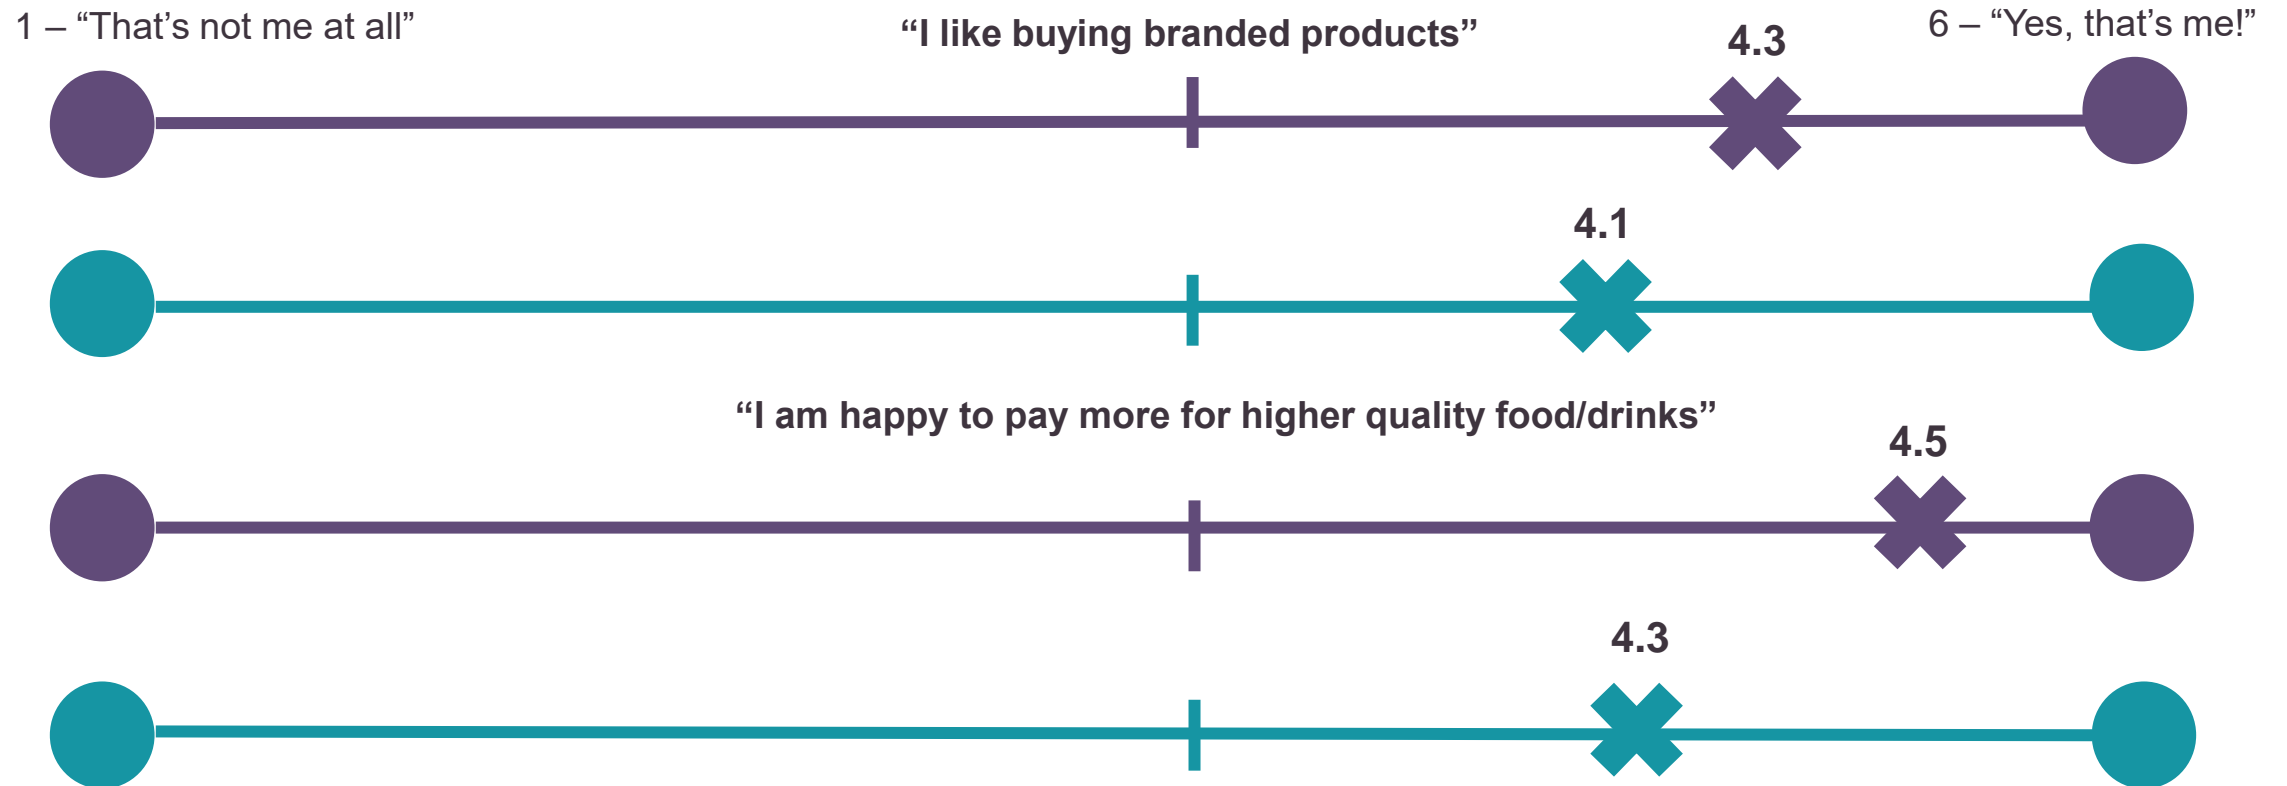 1 – “That’s not me at all”
“I like buying branded products”
4.3
6 – “Yes, that’s me!”
4.1
“I am happy to pay more for higher quality food/drinks”
4.5
4.3